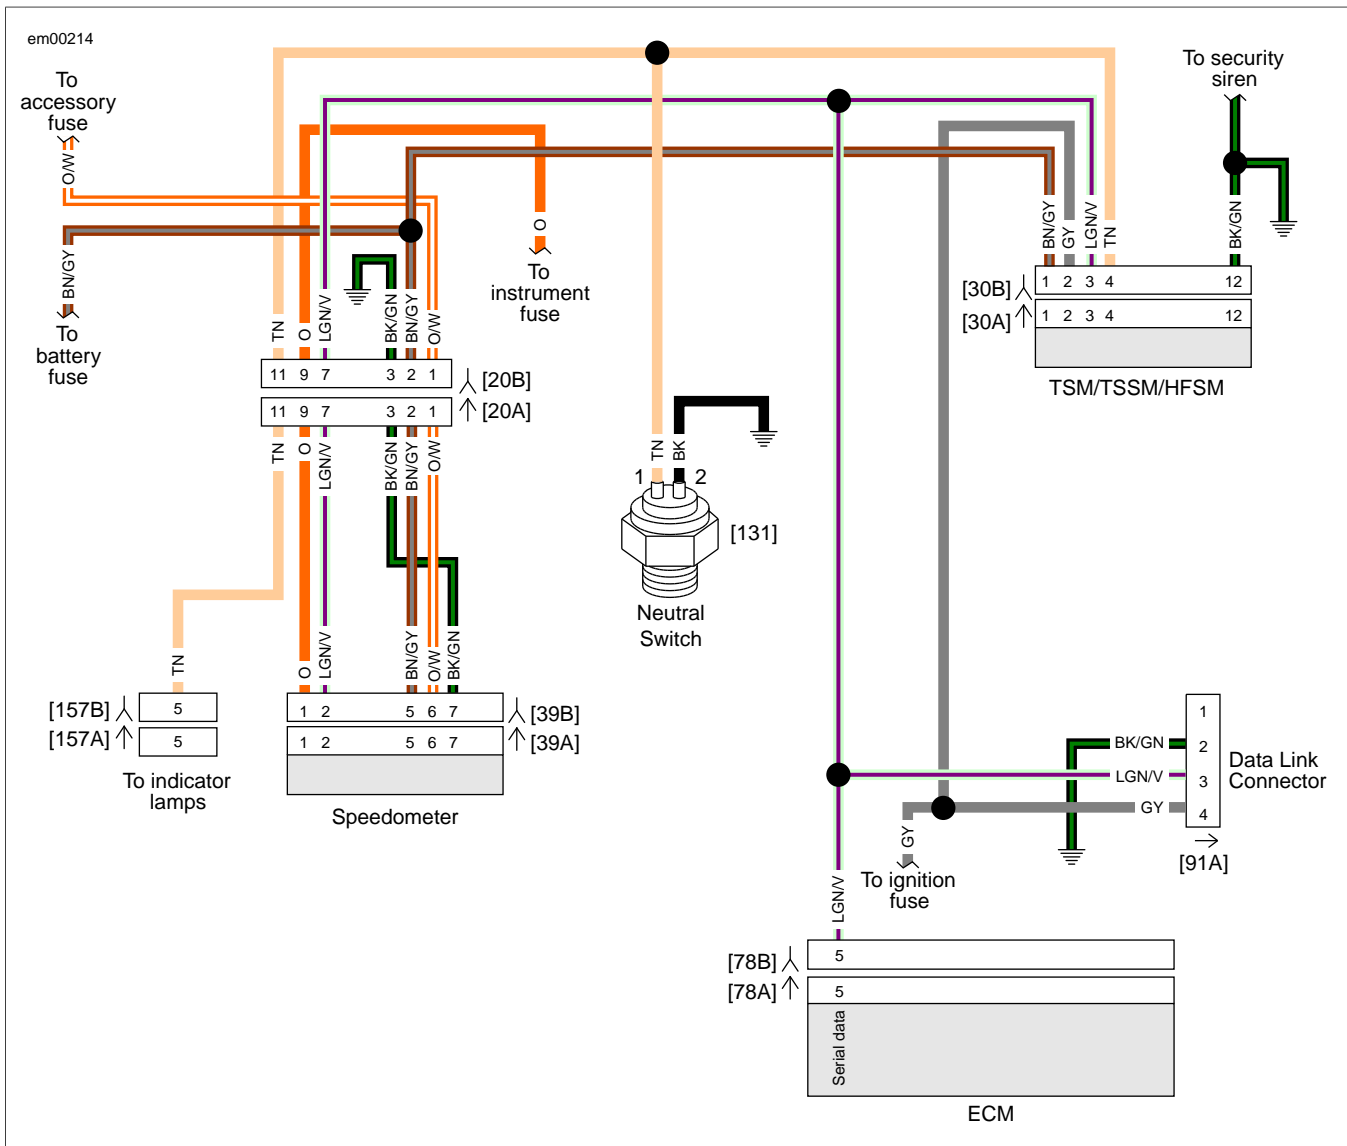 em00214
To
accessory
fuse
To security
siren
O/W
BN/GY
To
battery
fuse
O
To
instrument
fuse
BN/GY
GY
LGN/V
TN
BK/GN
1 2 3 4 12
[30B]
1 2 3 4 12
[30A]
TSM/TSSM/HFSM
TN
O
LGN/V
BK/GN
BN/GY
O/W
11 9 7 3 2 1
[20B]
11 9 7 3 2 1
[20A]
TN
O
LGN/V
BK/GN
BN/GY
O/W
TN
BK
1 2
[131]
Neutral
Switch
TN
O
LGN/V
BN/GY
O/W
BK/GN
[157B]
5
[157A]
5
To indicator
lamps
1 2 5 6 7
[39B]
1 2 5 6 7
[39A]
Speedometer
BK/GN
LGN/V
GY
1
2
3
4
Data Link
Connector
[91A]
GY
To ignition
fuse
LGN/V
[78B]
5
[78A]
5
Serial data
ECM